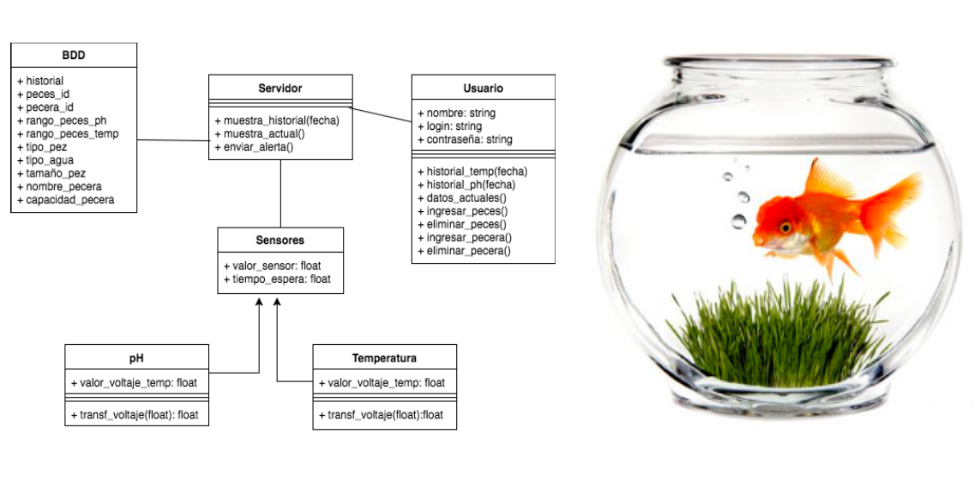 BDD
+ historial
+ peces_id
+ pecera_id
+ rango_peces_ph
+ rango_peces_temp
+ tipo_pez
+ tipo_agua
+ tamaño_pez
+ nombre_pecera
+ capacidad_pecera
Servidor
+ muestra_historial(fecha)
+ muestra_actual()
+ enviar_alerta()
Usuario
+ nombre: string
+ login: string
+ contraseña: string
+ historial_temp(fecha)
+ historial_ph(fecha)
+ datos_actuales()
+ ingresar_peces()
+ eliminar_peces()
+ ingresar_pecera()
+ eliminar_pecera()
Sensores
+ valor_sensor: float
+ tiempo_espera: float
pH
+ valor_voltaje_temp: float
+ transf_voltaje(float): float
Temperatura
+ valor_voltaje_temp: float
+ transf_voltaje(float):float